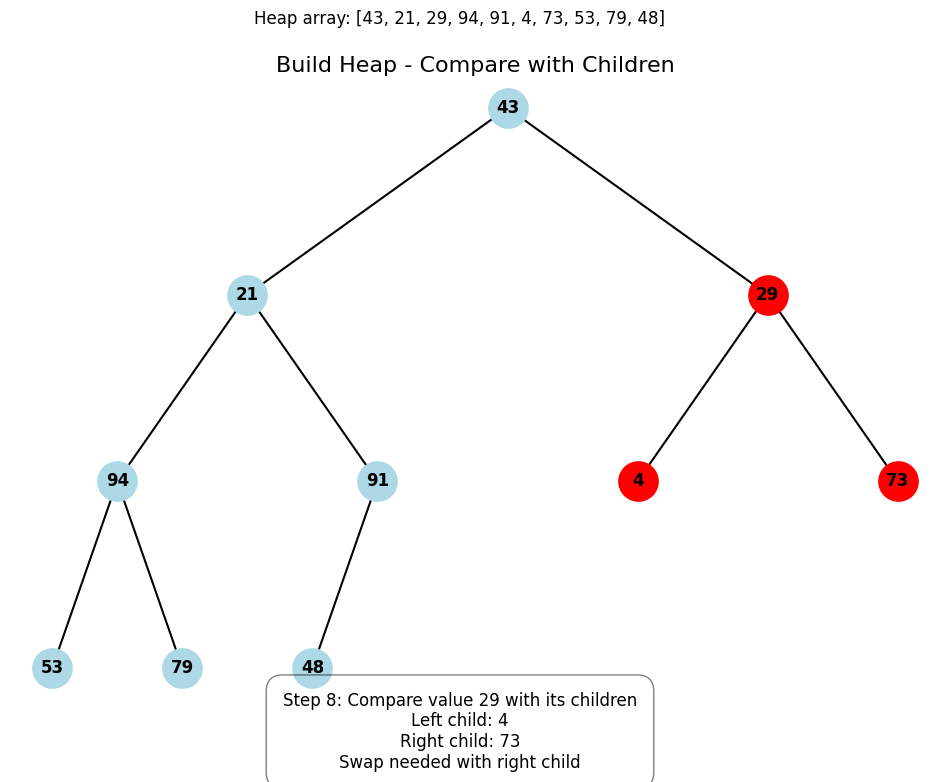 Heap array: [43, 21, 29, 94, 91, 4, 73, 53, 79, 48]
Build Heap - Compare with Children
43
21
29
94
91
4
73
53
79
48
Step 8: Compare value 29 with its children
Left child: 4
Right child: 73
Swap needed with right child